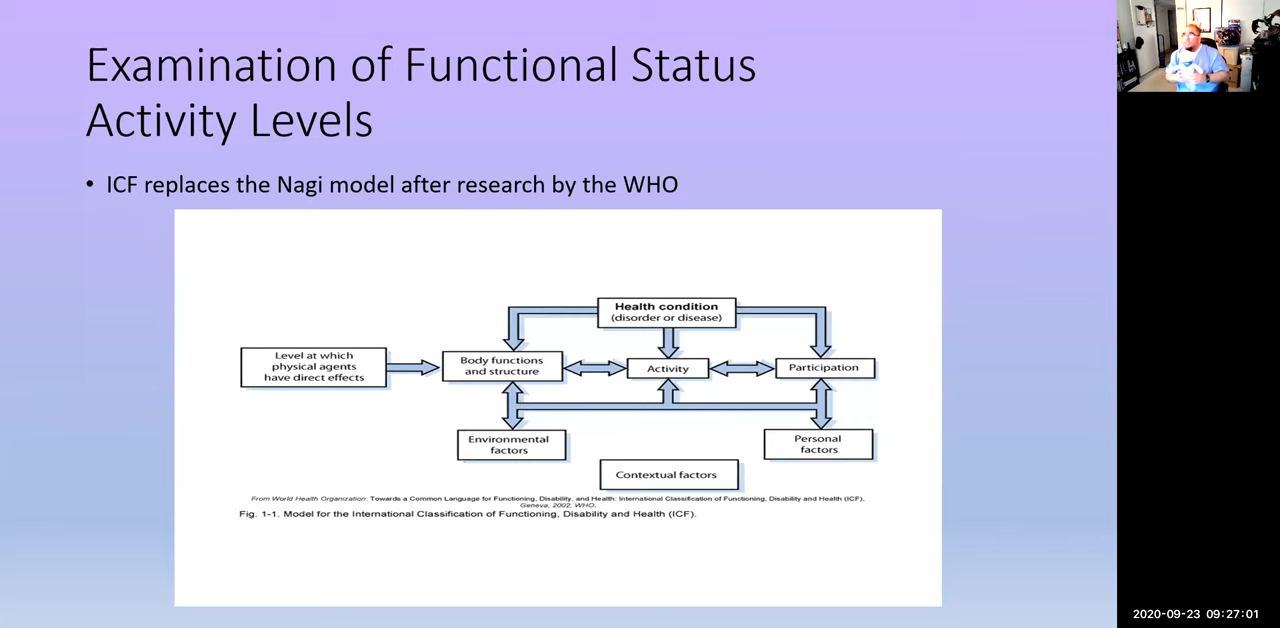 Examination of Functional Status
Activity Levels
• ICF replaces the Nagi model after research by the WHO
Health condition
(disorder or disease)
Level at which
physical agents
have direct effects
Body functions
and structure
Activity
Participation
Environmental
factors
Personal
factors
Contextual factors
From World Health Organization: Towards a Common Language for Functioning, Disability, and Health: International Classification of Functioning, Disability and Health (ICF),
Geneva, 2002, WHO.
Fig. 1-1. Model for the International Classification of Functioning, Disability and Health (ICF).
2020-09-23 09:27:01